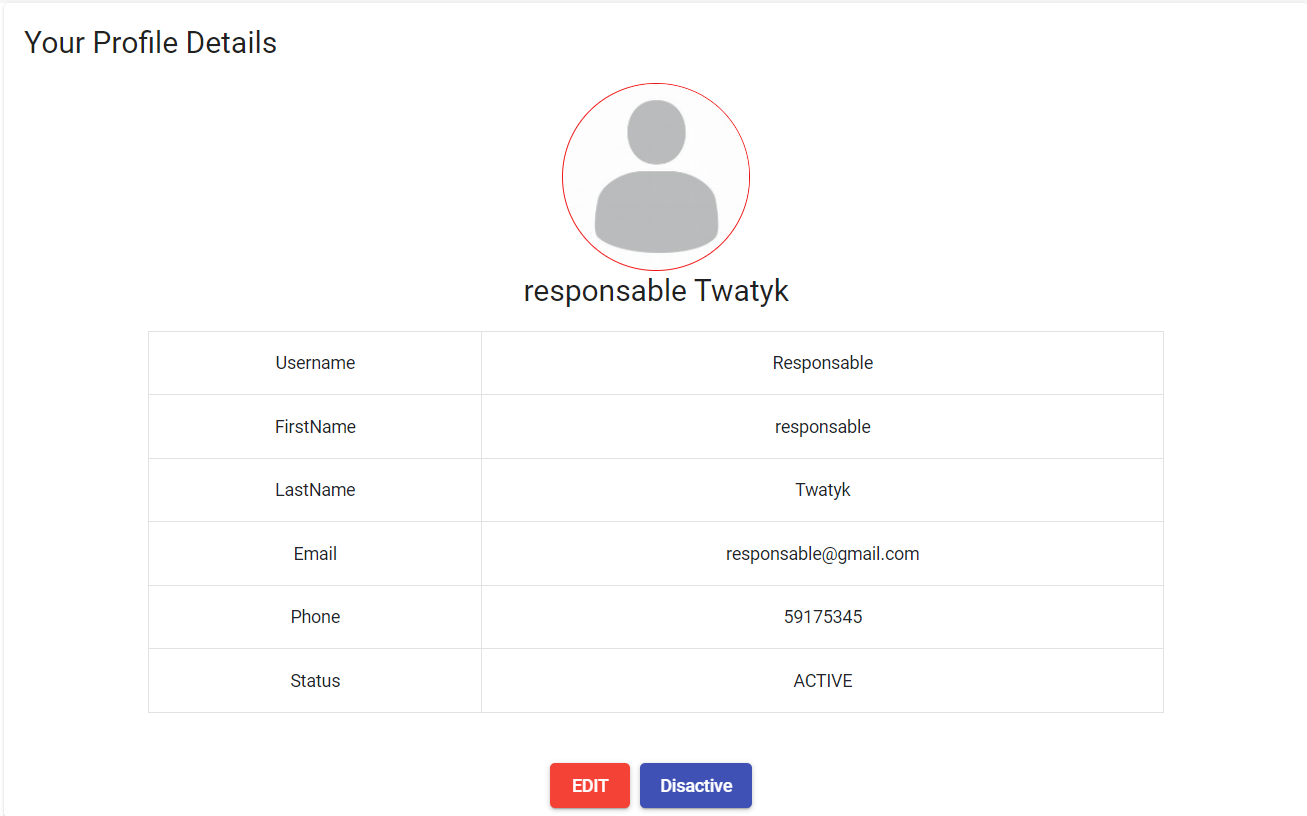 Your Profile Details
responsable Twatyk
Username Responsable
FirstName responsable
LastName Twatyk
Email responsable@gmail.com
Phone 59175345
Status ACTIVE
EDIT Disactive